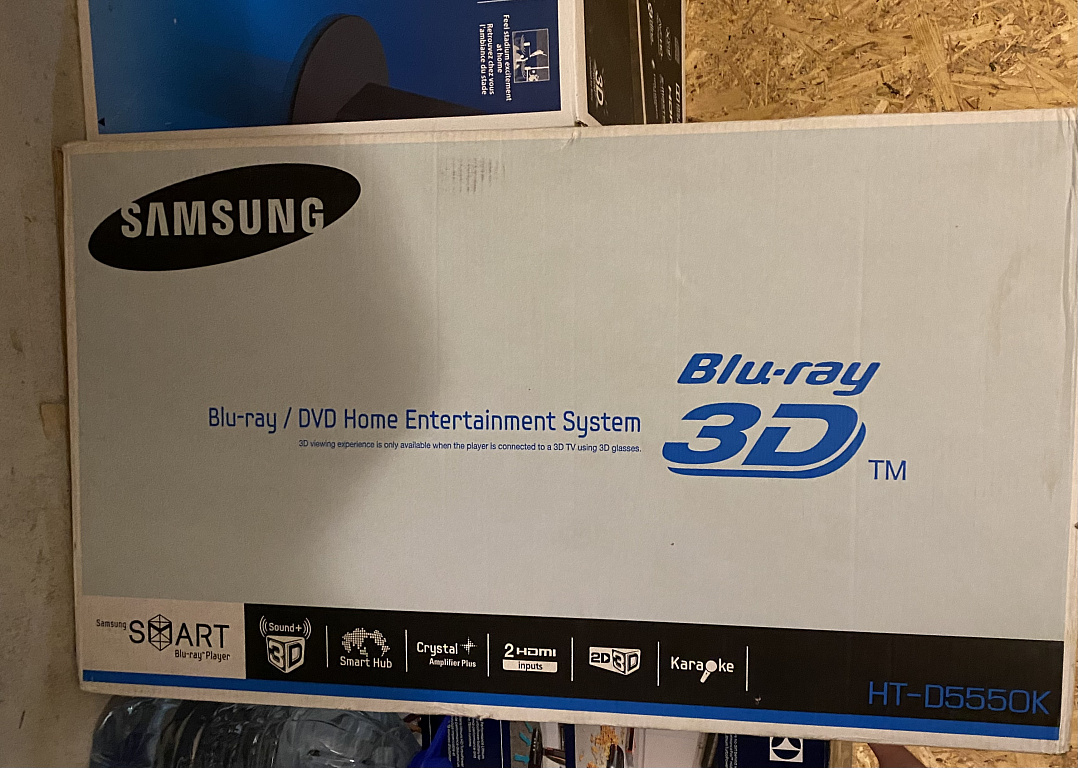 Feel stadium excitement
at home
Retrouvez chez vous
l'ambiance du stade
3D
SAMSUNG
Blu-ray
3D
TM
Blu-ray / DVD Home Entertainment System
3D viewing experience is only available when the player is connected to a 3D TV using 3D glasses.
Samsung SMART
Blu-ray Player
Sound+
3D
Smart Hub
Crystal
Amplifier Plus
2 HDMI
inputs
2D 3D
Karaoke
HT-D5550K